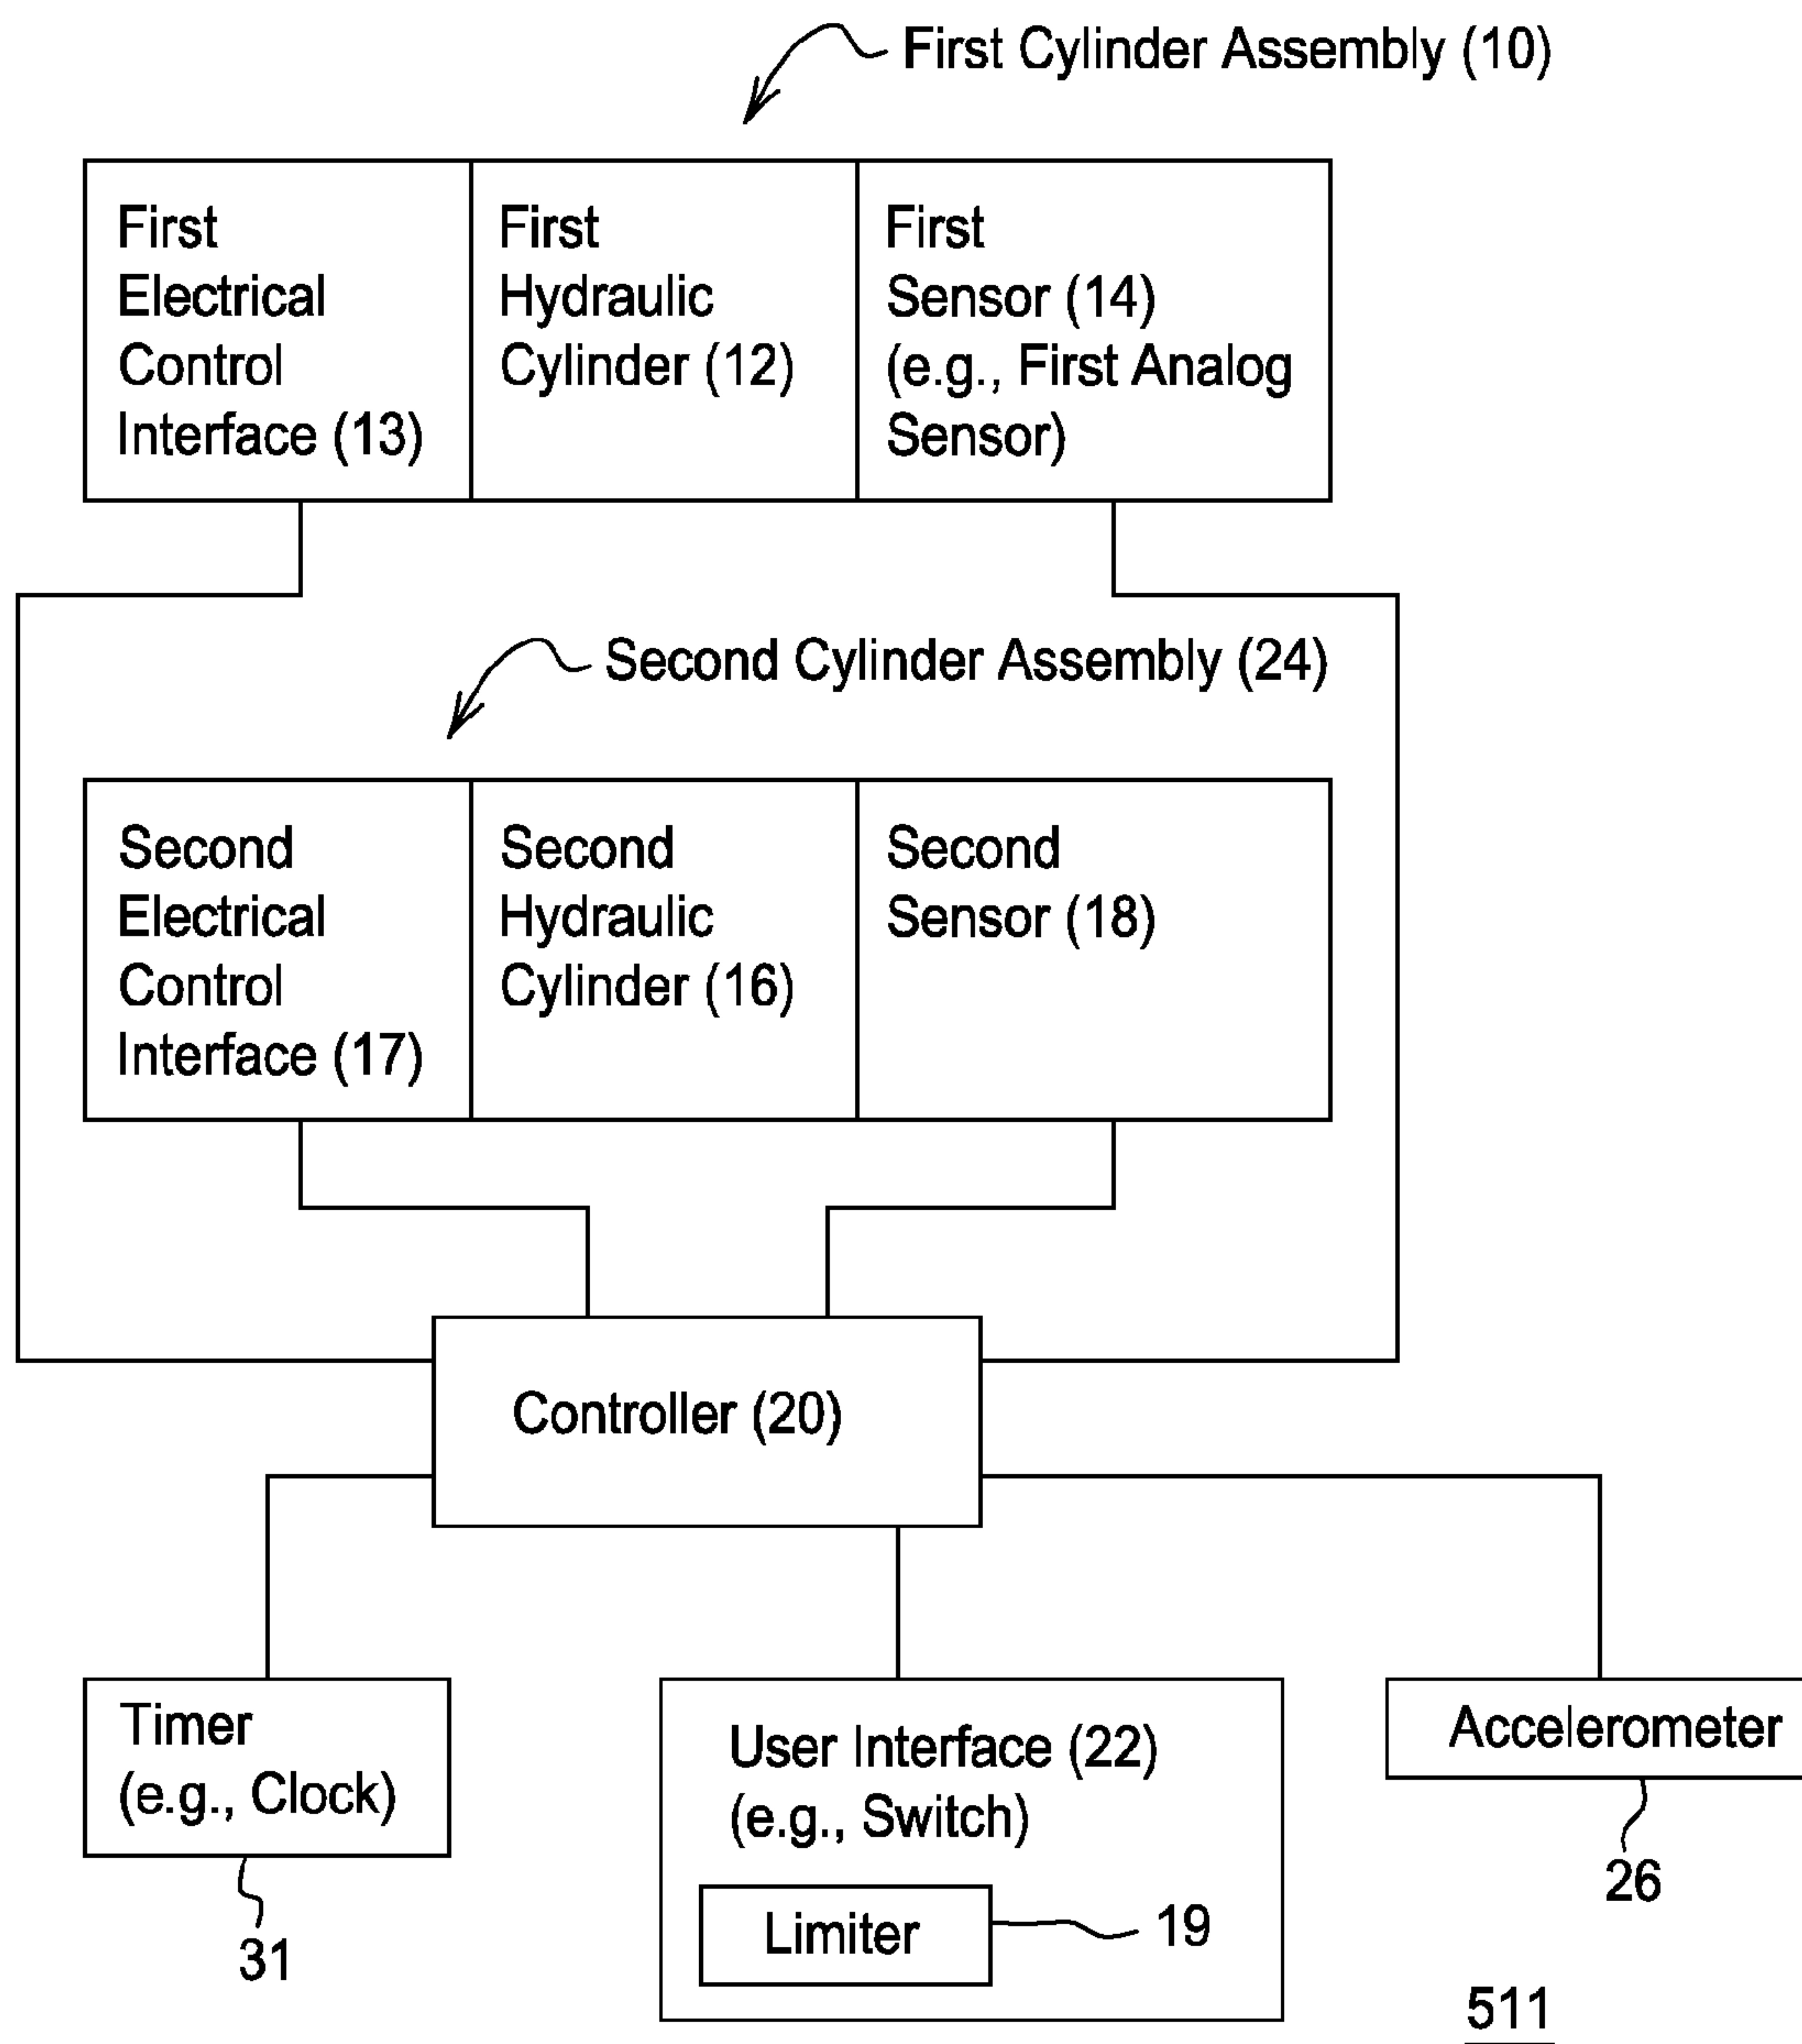 First Cylinder Assembly (10)
First
Electrical
Control
Interface (13)
First
Hydraulic
Cylinder (12)
First
Sensor (14)
(e.g., First Analog
Sensor)
Second Cylinder Assembly (24)
Second
Electrical
Control
Interface (17)
Second
Hydraulic
Cylinder (16)
Second
Sensor (18)
Controller (20)
Timer
(e.g., Clock)
31
User Interface (22)
(e.g., Switch)
Limiter
19
Accelerometer
26
511